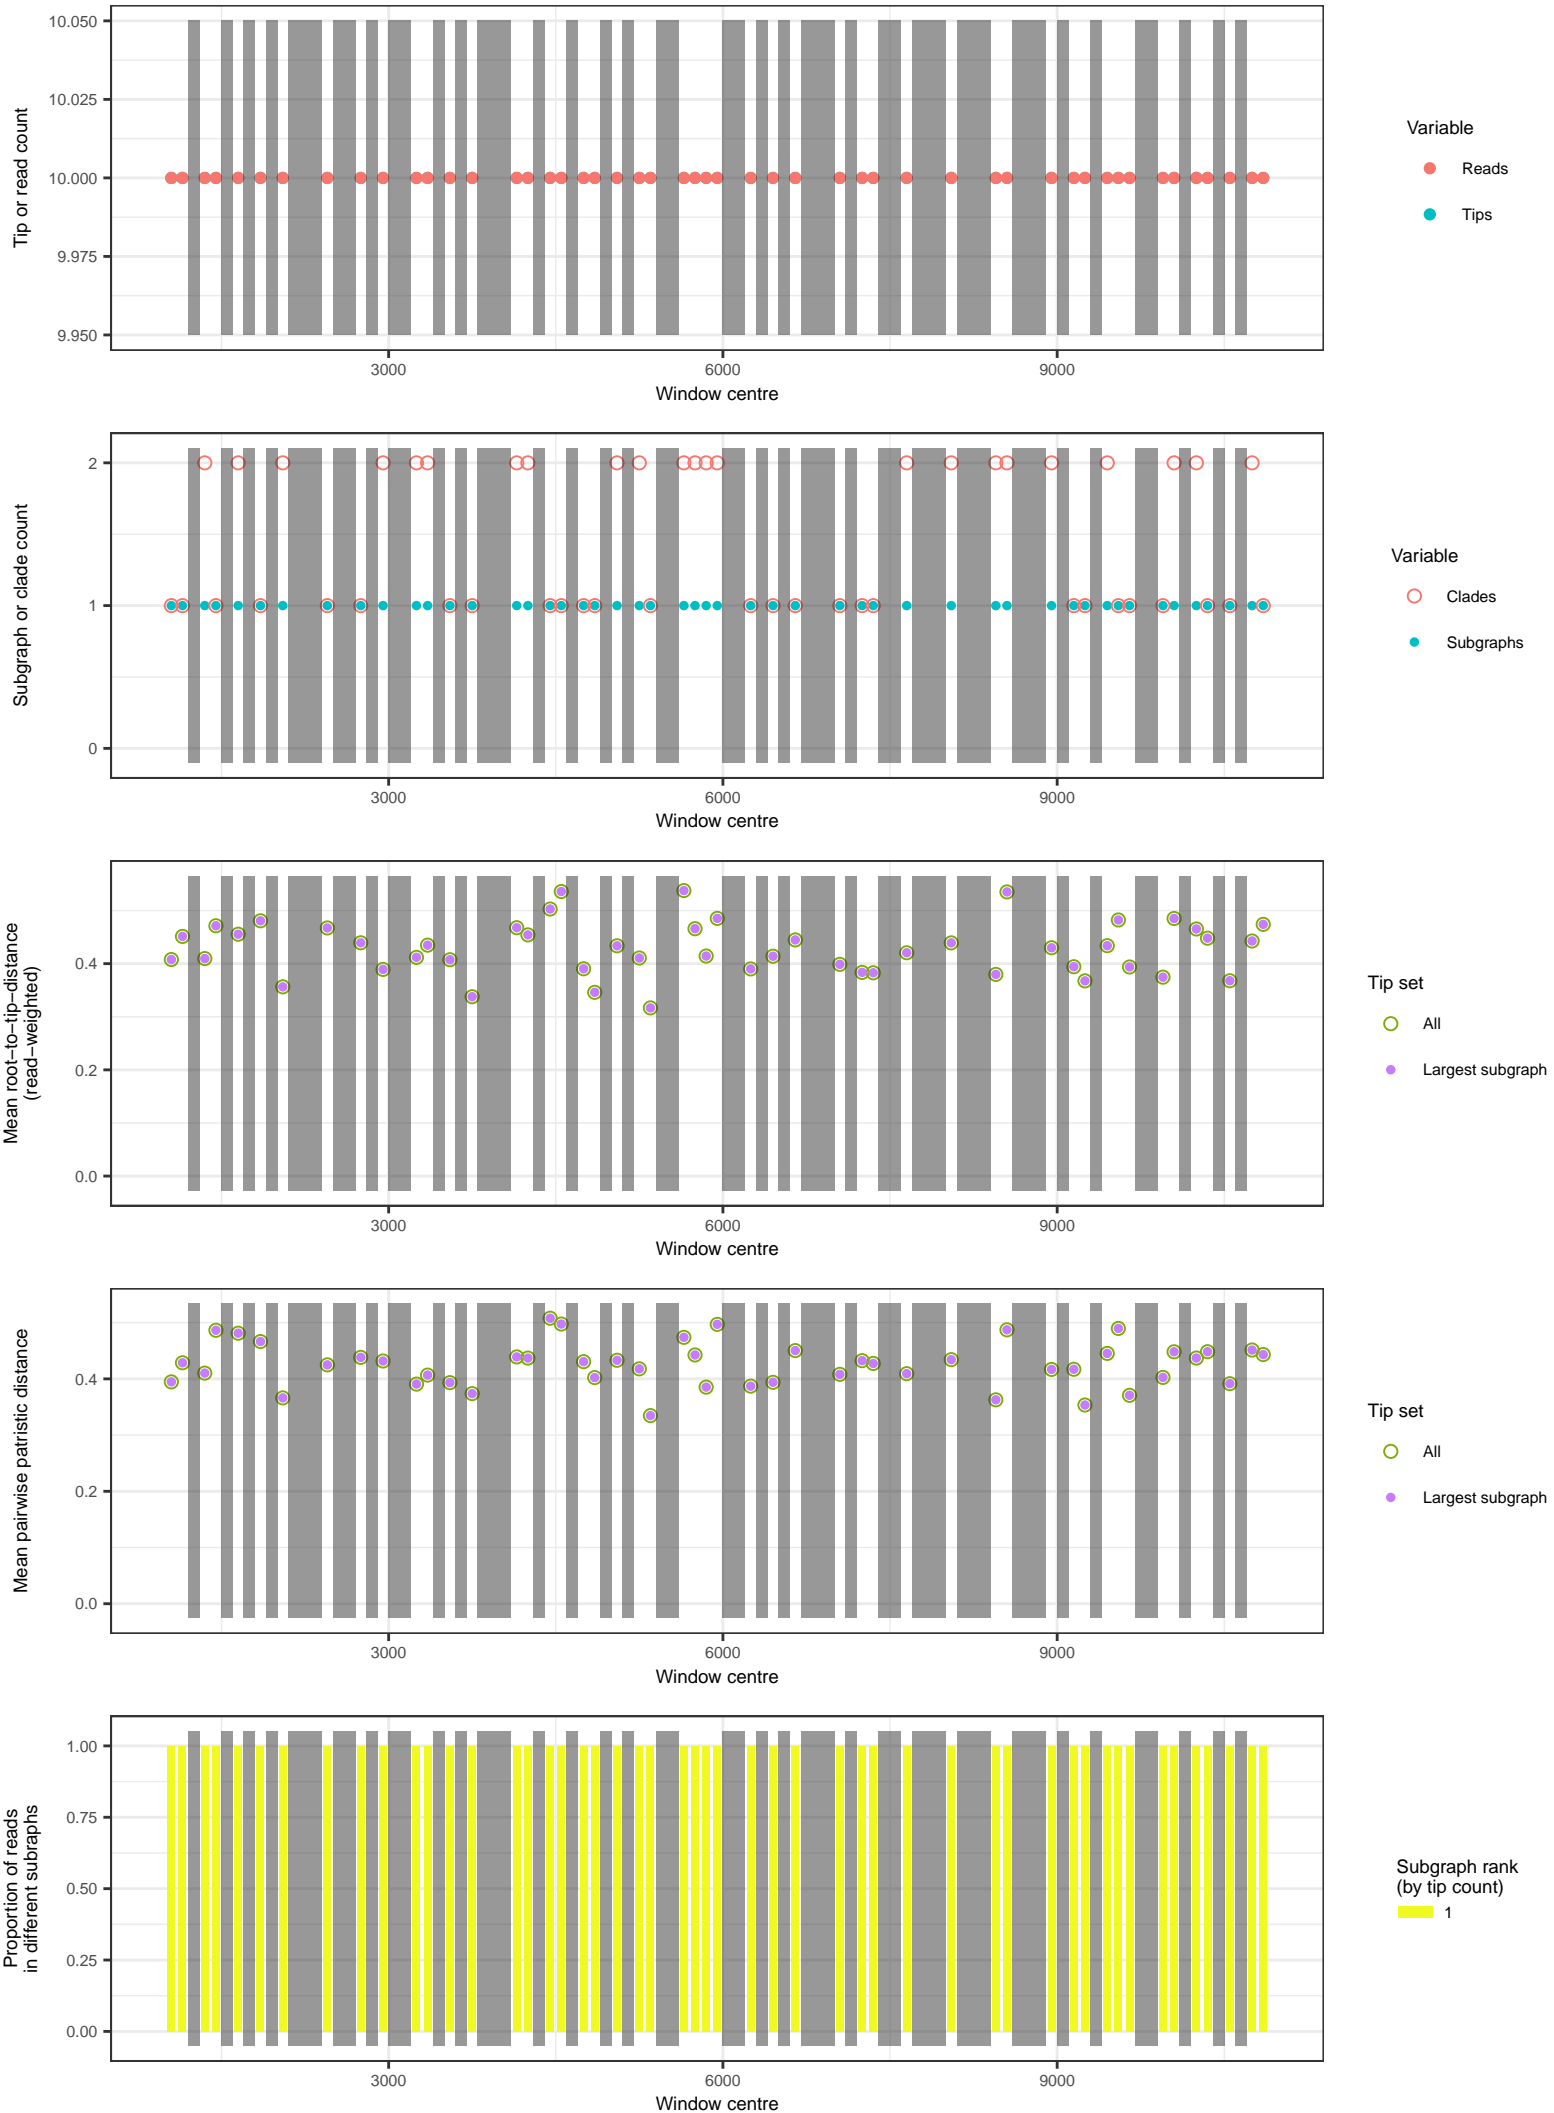 10.050
10.025
10.000
9.975
9.950
Tip or read count
3000
6000
9000
Window centre
Variable
Reads
Tips
2
1
0
Subgraph or clade count
3000
6000
9000
Window centre
Variable
Clades
Subgraphs
0.4
0.2
0.0
Mean root−to−tip−distance
(read−weighted)
3000
6000
9000
Window centre
Tip set
All
Largest subgraph
0.4
0.2
0.0
Mean pairwise patristic distance
3000
6000
9000
Window centre
Tip set
All
Largest subgraph
1.00
0.75
0.50
0.25
0.00
Proportion of reads
in different subraphs
3000
6000
9000
Window centre
Subgraph rank
(by tip count)
1